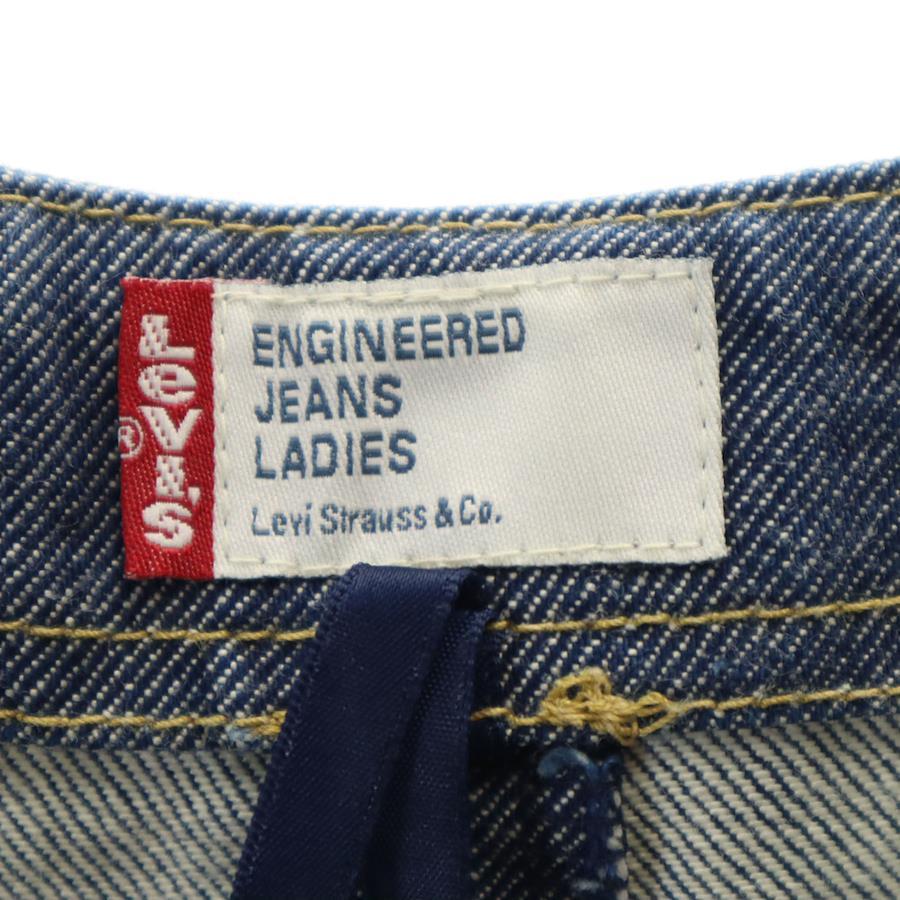 LEVI'S
®
ENGINEERED
JEANS
LADIES
Levi Strauss & Co.